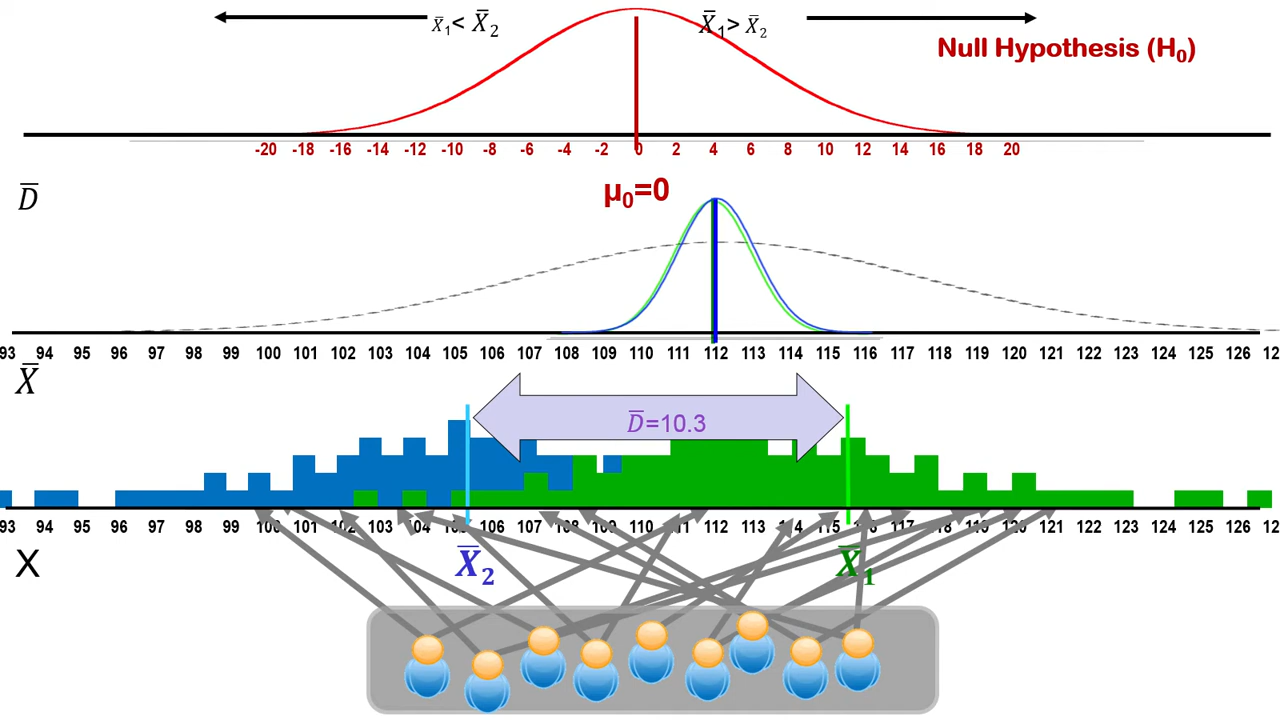 X̄₁< X̄₂ X̄₁> X̄₂
Null Hypothesis (H₀)
-20 -18 -16 -14 -12 -10 -8 -6 -4 -2 0 2 4 6 8 10 12 14 16 18 20
D̄
μ₀=0
93 94 95 96 97 98 99 100 101 102 103 104 105 106 107 108 109 110 111 112 113 114 115 116 117 118 119 120 121 122 123 125 126 12
X̄
D̄=10.3
93 94 95 96 97 98 99 100 101 102 103 104 105 106 107 108 109 110 111 112 113 114 115 116 117 118 119 120 121 122 123 125 126 12
X
X̄₂ X̄₁